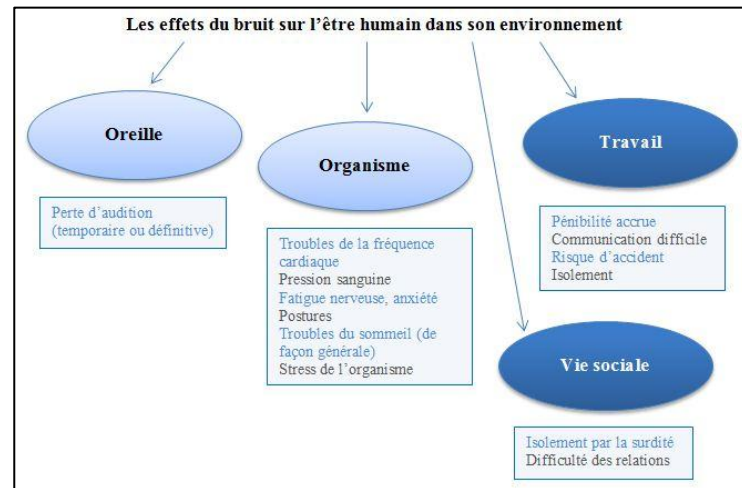 Les effets du bruit sur l’être humain dans son environnement
Oreille
Perte d’audition
(temporaire ou définitive)
Organisme
Troubles de la fréquence
cardiaque
Pression sanguine
Fatigue nerveuse, anxiété
Postures
Troubles du sommeil (de
façon générale)
Stress de l’organisme
Travail
Pénibilité accrue
Communication difficile
Risque d’accident
Isolement
Vie sociale
Isolement par la surdité
Difficulté des relations